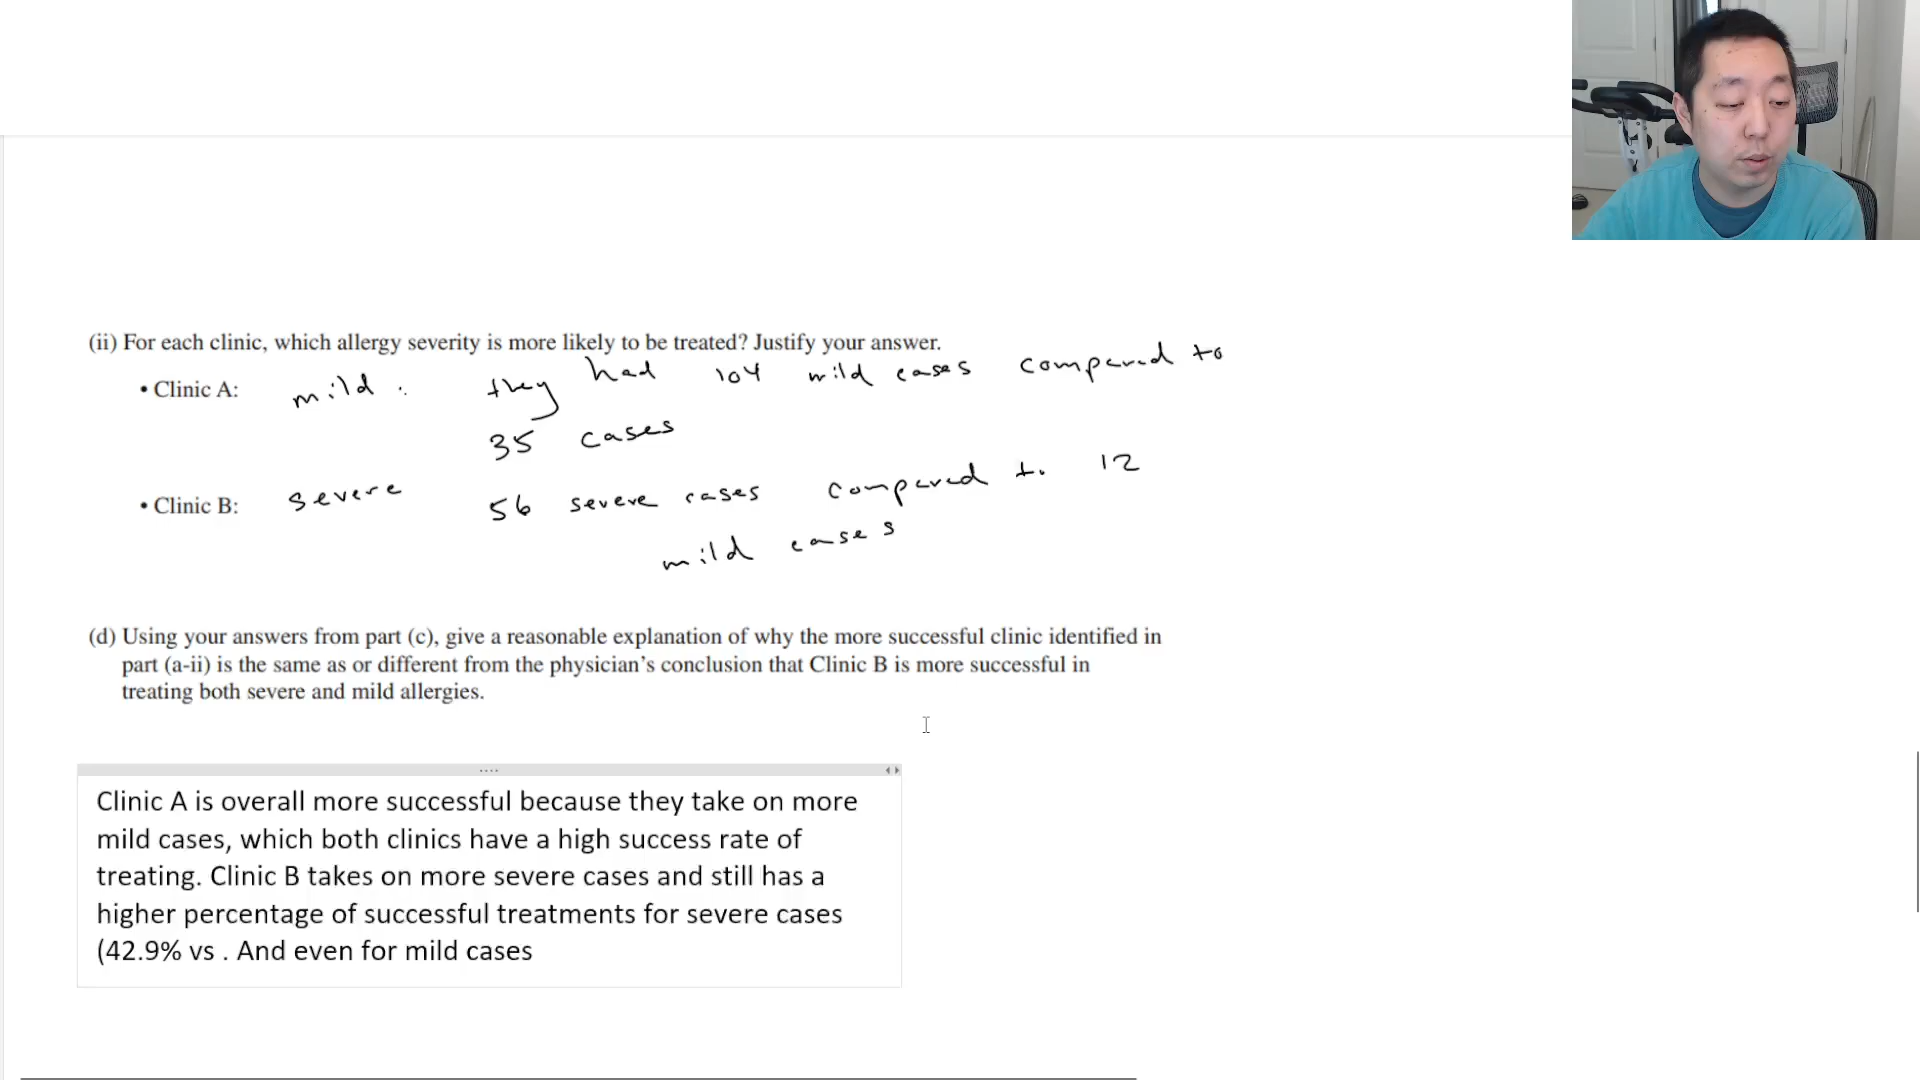 (ii) For each clinic, which allergy severity is more likely to be treated? Justify your answer.
• Clinic A: mild : they had 104 mild cases compared to
35 cases
• Clinic B: severe 56 severe cases compared to 12
mild cases
(d) Using your answers from part (c), give a reasonable explanation of why the more successful clinic identified in
part (a-ii) is the same as or different from the physician's conclusion that Clinic B is more successful in
treating both severe and mild allergies.
Clinic A is overall more successful because they take on more
mild cases, which both clinics have a high success rate of
treating. Clinic B takes on more severe cases and still has a
higher percentage of successful treatments for severe cases
(42.9% vs . And even for mild cases